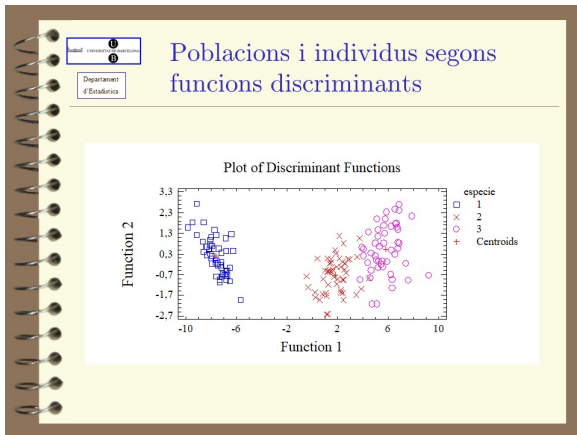 U
UNIVERSITAT DE BARCELONA
B
Departament
d'Estadística
Poblacions i individus segons
funcions discriminants
Plot of Discriminant Functions
Function 2
3,3
2,3
1,3
0,3
-0,7
-1,7
-2,7
-10 -6 -2 2 6 10
Function 1
especie
1
2
3
Centroids